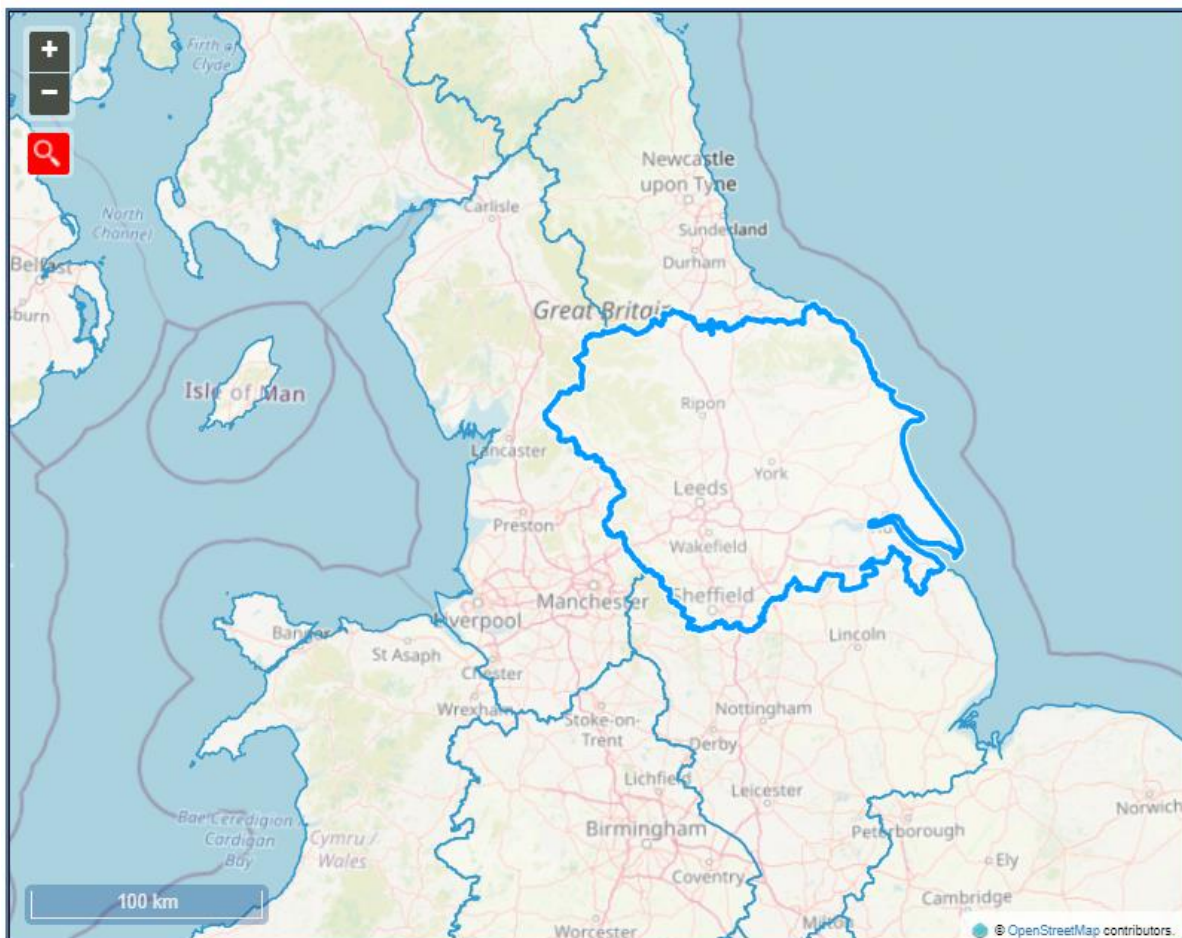 +
−
Firth of
Clyde
Newcastle
upon Tyne
North
Channel
Carlisle
Sunderland
Durham
Belfast
sburn
Great Britain
Isle of Man
Ripon
Lancaster
York
Leeds
Preston
Wakefield
Manchester
Sheffield
Liverpool
Bangor
St Asaph
Lincoln
Chester
Wrexham
Stoke-on-
Trent
Nottingham
Derby
Lichfield
Leicester
Norwich
Bae Ceredigion
Cardigan
Bay
Cymru /
Wales
Birmingham
Peterborough
Ely
Coventry
Cambridge
100 km
Worcester
Milton
© OpenStreetMap contributors.